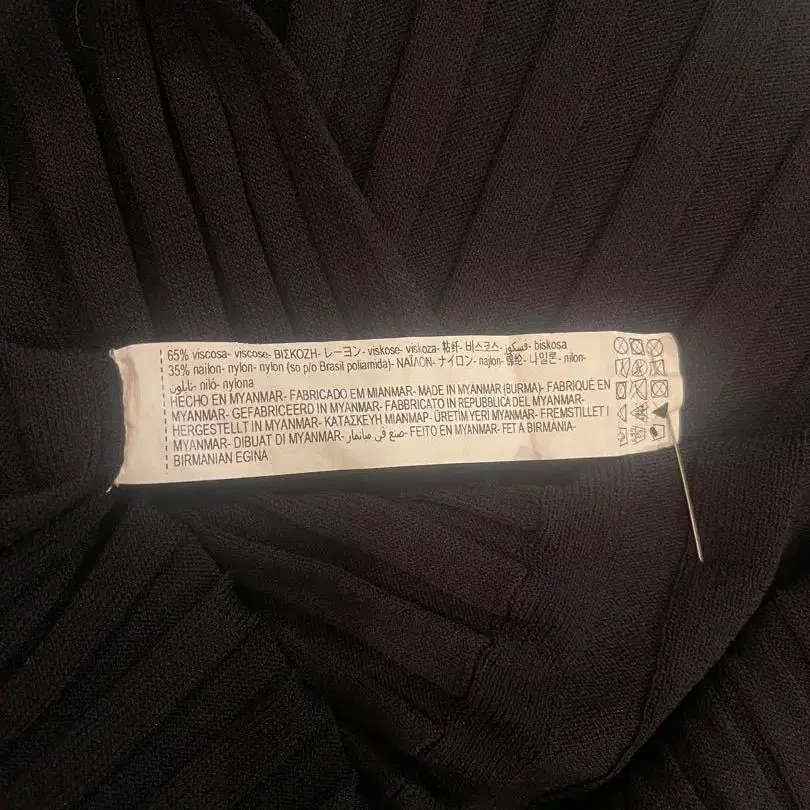 65% viscosa- viscose- ΒΙΣΚΟΖΗ- レーヨン- viskose- viskoza- 粘纤- 비스코스- فسكوز- biskosa
35% nailon- nylon- nylon (so p/o Brasil poliamida)- ΝΑΪΛΟΝ- ナイロン- najlon- 锦纶- 나일론- nilon-
نايلون- niló- nylona
HECHO EN MYANMAR- FABRICADO EM MIANMAR- MADE IN MYANMAR (BURMA)- FABRIQUÉ EN
MYANMAR- GEFABRICEERD IN MYANMAR- FABBRICATO IN REPUBBLICA DEL MYANMAR-
HERGESTELLT IN MYANMAR- ΚΑΤΑΣΚΕΥΗ ΜΙΑΝΜΑΡ- ÜRETIM YERI MYANMAR- FREMSTILLET I
MYANMAR- DIBUAT DI MYANMAR- صنع في ميانمار- FEITO EN MYANMAR- FET A BIRMÀNIA-
BIRMANIAN EGINA